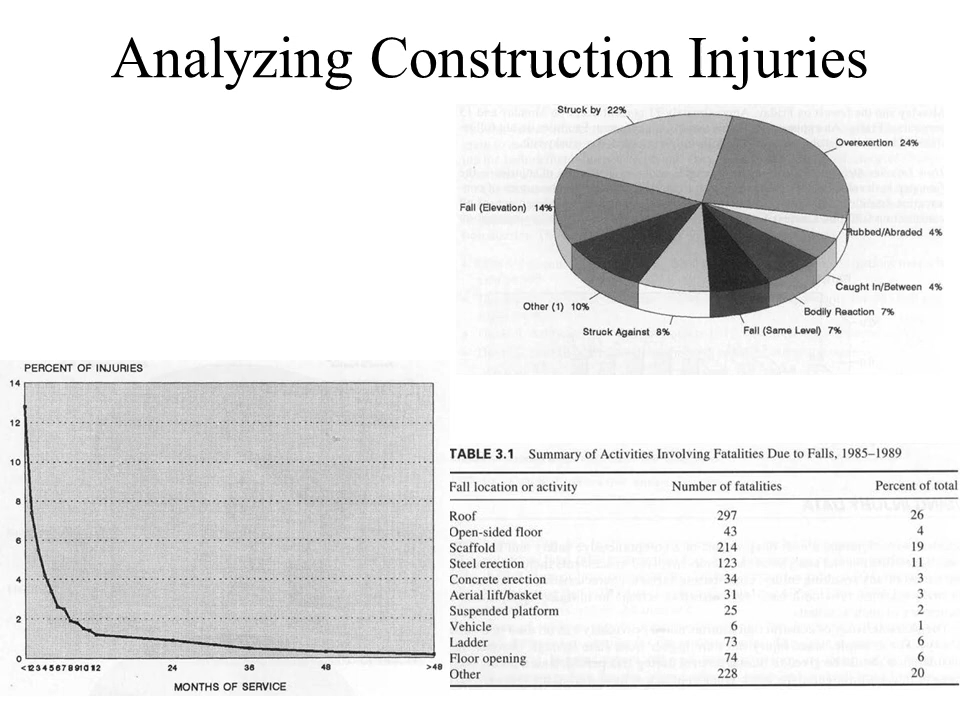 Analyzing Construction Injuries
Struck by 22%
Overexertion 24%
Fall (Elevation) 14%
Rubbed/Abraded 4%
Caught In/Between 4%
Other (1) 10%
Bodily Reaction 7%
Struck Against 8%
Fall (Same Level) 7%
PERCENT OF INJURIES
14
12
10
8
6
4
2
0
<1 2 3 4 5 6 7 8 9 10 11 12 24 36 48 >48
MONTHS OF SERVICE
TABLE 3.1 Summary of Activities Involving Fatalities Due to Falls, 1985–1989
Fall location or activity Number of fatalities Percent of total
Roof 297 26
Open-sided floor 43 4
Scaffold 214 19
Steel erection 123 11
Concrete erection 34 3
Aerial lift/basket 31 3
Suspended platform 25 2
Vehicle 6 1
Ladder 73 6
Floor opening 74 6
Other 228 20